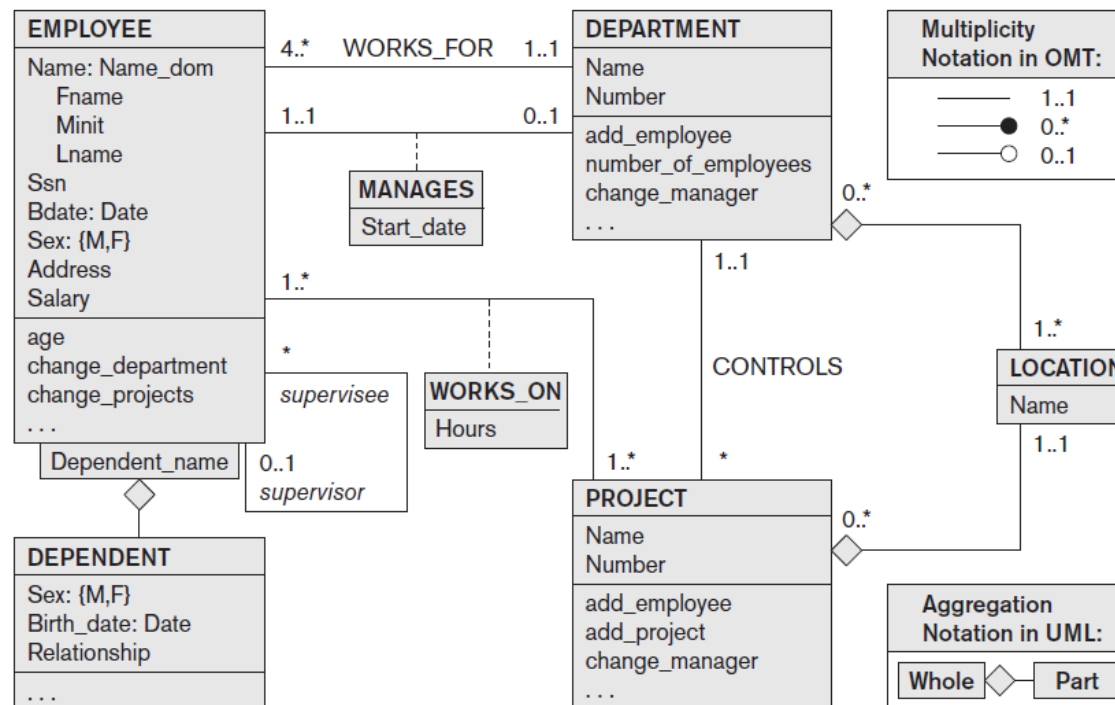 EMPLOYEE
Name: Name_dom
Fname
Minit
Lname
Ssn
Bdate: Date
Sex: {M,F}
Address
Salary
age
change_department
change_projects
. . .
Dependent_name
DEPENDENT
Sex: {M,F}
Birth_date: Date
Relationship
. . .
4..* WORKS_FOR 1..1
1..1 0..1
MANAGES
Start_date
1..*
*
supervisee
0..1
supervisor
WORKS_ON
Hours
1..*
DEPARTMENT
Name
Number
add_employee
number_of_employees
change_manager
. . .
0..*
1..1
CONTROLS
*
PROJECT
Name
Number
add_employee
add_project
change_manager
. . .
0..*
1..*
LOCATION
Name
1..1
Multiplicity
Notation in OMT:
1..1
0..*
0..1
Aggregation
Notation in UML:
Whole Part